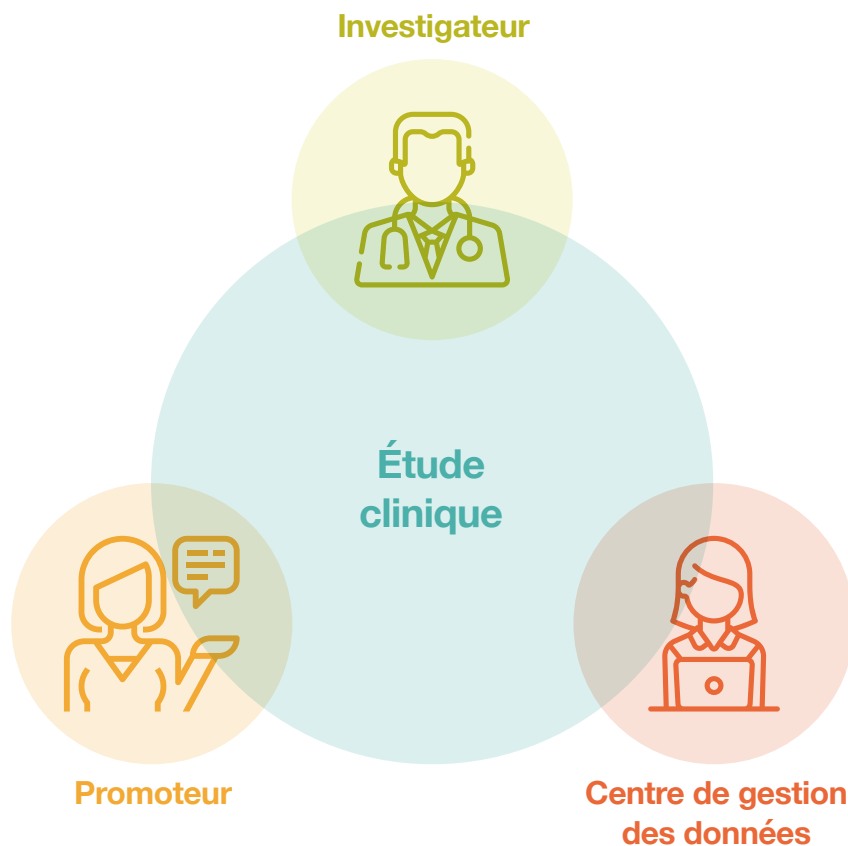 Investigateur
Étude
clinique
Promoteur
Centre de gestion
des données